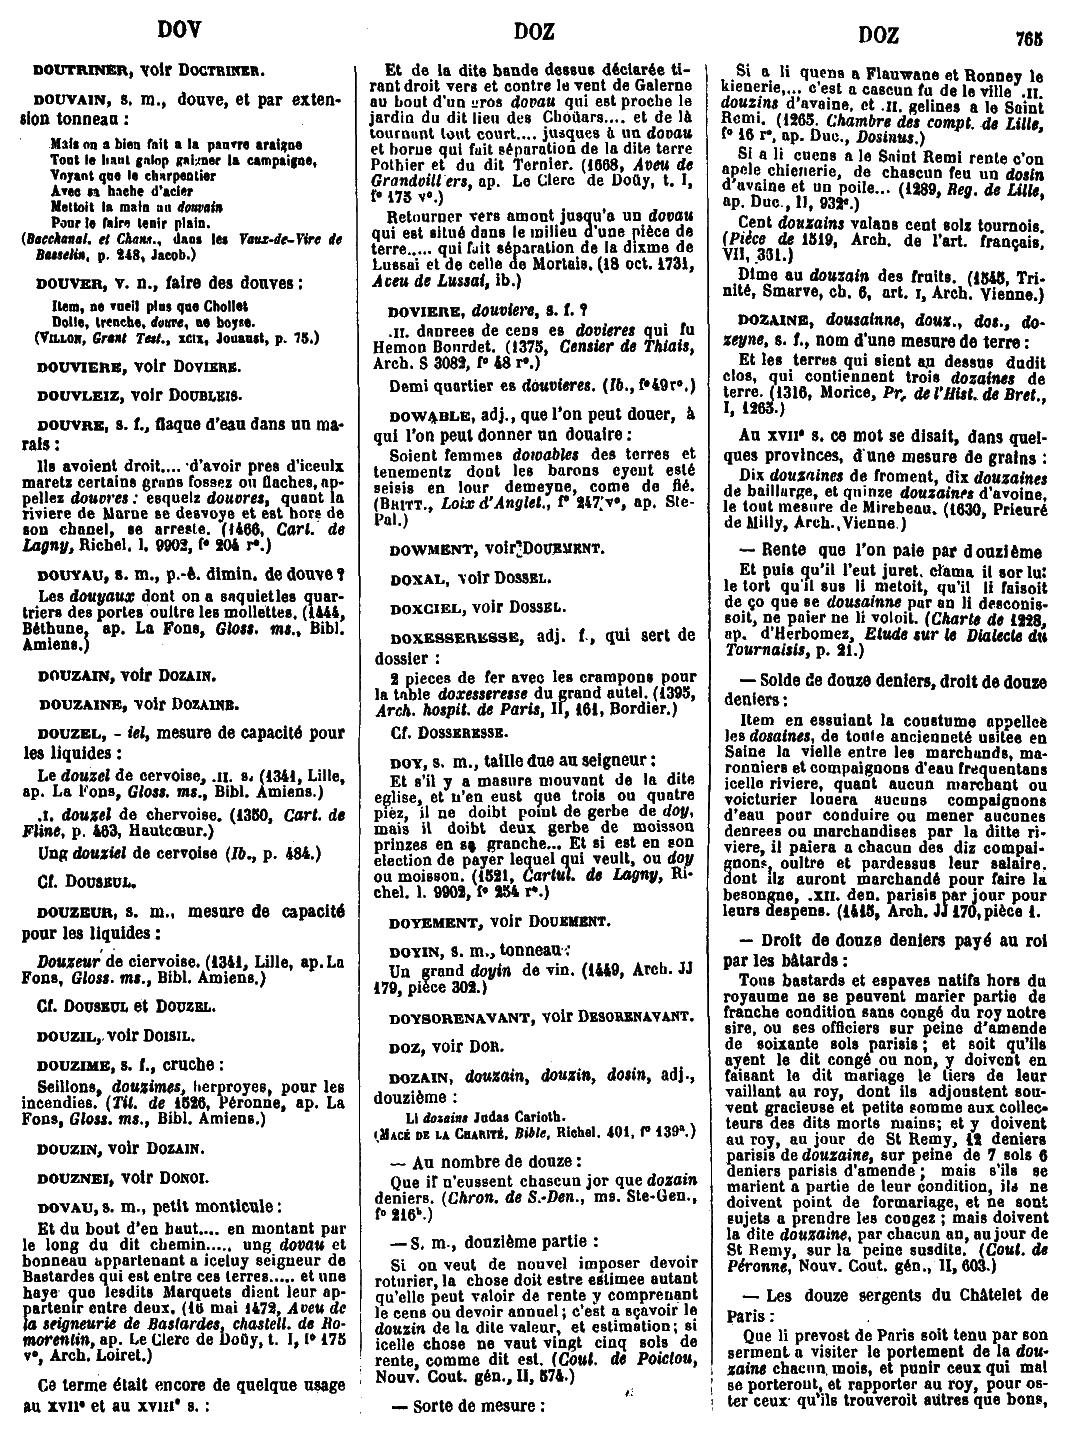 DOV
DOZ
DOZ
765
DOUTRINER, voir DOCTRINER.
DOUVAIN, s. m., douve, et par exten-
sion tonneau :
Mais on a bien fait a la pauvre araigne
Tout le haut galop gaigner la campaigne,
Voyant que le charpentier
Avec sa hache d'acier
Mettoit la main au douvain
Pour le faire tenir plain.
(Bacchanal. et Chans., dans les Vaux-de-Vire de
Basselin, p. 248, Jacob.)
DOUVER, v. n., faire des douves :
Item, ne vueil plus que Chollet
Dolle, trenche, douve, ne boyse.
(VILLON, Grant Test., XCIX, Jouaust, p. 75.)
DOUVIERE, voir DOVIERE.
DOUVLEIZ, voir DOUBLEIS.
DOUVRE, s. f., flaque d'eau dans un ma-
rais :
Ils avoient droit.... d'avoir pres d'iceulx
maretz certains grans fossez ou flaches, ap-
pellez douvres : esquelz douvres, quant la
riviere de Marne se desvoye et est hors de
son chanel, se arreste. (1466, Cart. de
Lagny, Richel. l. 9902, f° 204 r°.)
DOUYAU, s. m., p.-ê. dimin. de douve ?
Les douyaux dont on a saquietles quar-
triers des portes oultre les mollettes. (1444,
Béthune, ap. La Fons, Gloss. ms., Bibl.
Amiens.)
DOUZAIN, voir DOZAIN.
DOUZAINE, voir DOZAINE.
DOUZEL, - iel, mesure de capacité pour
les liquides :
Le douzel de cervoise, .II. s. (1341, Lille,
ap. La Fons, Gloss. ms., Bibl. Amiens.)
.I. douzel de chervoise. (1350, Cart. de
Fline, p. 463, Hautcœur.)
Ung douziel de cervoise (Ib., p. 484.)
Cf. DOUSEUL.
DOUZEUR, s. m., mesure de capacité
pour les liquides :
Douzeur de ciervoise. (1341, Lille, ap. La
Fons, Gloss. ms., Bibl. Amiens.)
Cf. DOUSEUL et DOUZEL.
DOUZIL, voir DOISIL.
DOUZIME, s. f., cruche :
Seillons, douzimes, herproyes, pour les
incendies. (Tit. de 1526, Péronne, ap. La
Fons, Gloss. ms., Bibl. Amiens.)
DOUZIN, voir DOZAIN.
DOUZNEI, voir DONOI.
DOVAU, s. m., petit monticule :
Et du bout d'en haut.... en montant par
le long du dit chemin....., ung dovau et
bonneau appartenant a iceluy seigneur de
Bastardes qui est entre ces terres..... et une
haye que lesdits Marquets dient leur ap-
partenir entre deux. (16 mai 1472, Aveu de
la seigneurie de Bastardes, chastell. de Ro-
morentin, ap. Le Clerc de Doüy, t. I, f° 175
v°, Arch. Loiret.)
Ce terme était encore de quelque usage
au XVIIe et au XVIIIe s. :
Et de la dite bande dessus déclarée ti-
rant droit vers et contre le vent de Galerne
au bout d'un gros dovau qui est proche le
jardin du dit lieu des Choüars.... et de là
tournant tout court.... jusques à un dovau
et borue qui fait séparation de la dite terre
Pothier et du dit Ternier. (1668, Aveu de
Grandvilliers, ap. Le Clerc de Doüy, t. I,
f° 175 v°.)
Retourner vers amont jusqu'a un dovau
qui est situé dans le milieu d'une pièce de
terre..... qui fait séparation de la dixme de
Lussai et de celle de Mortais. (18 oct. 1731,
Aveu de Lussai, ib.)
DOVIERE, douviere, s. f. ?
.II. danrees de cens es dovieres qui fu
Hemon Bourdet. (1375, Censier de Thiais,
Arch. S 3082, f° 48 r°.)
Demi quartier es douvieres. (Ib., f° 49 r°.)
DOWABLE, adj., que l'on peut douer, à
qui l'on peut donner un douaire :
Soient femmes dowables des terres et
tenementz dont les barons eyent esté
seisis en lour demeyne, come de fié.
(BRITT., Loix d'Anglet., f° 247 v°, ap. Ste-
Pal.)
DOWMENT, voir DOUEMENT.
DOXAL, voir DOSSEL.
DOXCIEL, voir DOSSEL.
DOXESSERESSE, adj. f., qui sert de
dossier :
2 pieces de fer avec les crampons pour
la table doxesseresse du grand autel. (1395,
Arch. hospit. de Paris, II, 161, Bordier.)
Cf. DOSSERESSE.
DOY, s. m., taille due au seigneur :
Et s'il y a masure mouvant de la dite
eglise, et n'en eust que trois ou quatre
piez, il ne doibt point de gerbe de doy,
mais il doibt deux gerbe de moisson
prinzes en sa granche... Et si est en son
élection de payer lequel qui veult, ou doy
ou moisson. (1521, Cartul. de Lagny, Ri-
chel. l. 9902, f° 254 r°.)
DOYEMENT, voir DOUEMENT.
DOYIN, s. m., tonneau :
Un grand doyin de vin. (1449, Arch. JJ
179, pièce 302.)
DOYSORENAVANT, voir DESORENAVANT.
DOZ, voir DOR.
DOZAIN, douzain, douzin, dosin, adj.,
douzième :
Li dozains Judas Carioth.
(MACÉ DE LA CHARITÉ, Bible, Richel. 401, f° 139a.)
— Au nombre de douze :
Que il n'eussent chascun jor que dozain
deniers. (Chron. de S.-Den., ms. Ste-Gen.,
f° 216b.)
— S. m., douzième partie :
Si on veut de nouvel imposer devoir
roturier, la chose doit estre estimee autant
qu'elle peut valoir de rente y comprenant
le cens ou devoir annuel ; c'est a sçavoir le
douzin de la dite valeur, et estimation; si
icelle chose ne vaut vingt cinq sols de
rente, comme dit est. (Cout. de Poictou,
Nouv. Cout. gén., II, 574.)
— Sorte de mesure :
Si a li quens a Flauwane et Ronney le
kienerie,... c'est a cascun fu de le ville .II.
douzins d'avaine, et .II. gelines a le Saint
Remi. (1265. Chambre des compt. de Lille,
f° 16 r°, ap. Duc., Dosinus.)
Si a li cuens a le Saint Remi rente c'on
apele chienerie, de chascun feu un dosin
d'avaine et un poile... (1289, Reg. de Lille,
ap. Duc., II, 932c.)
Cent douzains valans cent solz tournois.
(Pièce de 1519, Arch. de l'art. français,
VII, 351.)
Dime au douzain des fruits. (1545, Tri-
nité, Smarve, ch. 6, art. I, Arch. Vienne.)
DOZAINE, dousainne, doux., dos., do-
zeyne, s. f., nom d'une mesure de terre :
Et les terres qui sient au dessus dudit
clos, qui contiennent trois dozaines de
terre. (1316, Morice, Pr. de l'Hist. de Bret.,
I, 1263.)
Au XVIIe s. ce mot se disait, dans quel-
ques provinces, d'une mesure de grains :
Dix douzaines de froment, dix douzaines
de baillarge, et quinze douzaines d'avoine,
le tout mesure de Mirebeau. (1630, Prieuré
de Milly, Arch. Vienne.)
— Rente que l'on paie par douzième
Et puis qu'il l'eut juret, clama il sor lui
le tort qu'il sus li metoit, qu'il li faisoit
de ço que se dousainne par an li desconis-
soit, ne paier ne li voloit. (Charte de 1228,
ap. d'Herbomez, Etude sur le Dialecte du
Tournaisis, p. 21.)
— Solde de douze deniers, droit de douze
deniers :
Item en essuiant la coustume appellee
les dosaines, de toute ancienneté usitee en
Saine la vielle entre les marchands, ma-
ronniers et compaignons d'eau frequentans
icelle riviere, quant aucun marchant ou
voicturier louera aucuns compaignons
d'eau pour conduire ou mener aucunes
denrees ou marchandises par la ditte ri-
viere, il paiera a chacun des diz compai-
gnons, oultre et pardessus leur salaire,
dont ilz auront marchandé pour faire la
besongne, .XII. den. parisis par jour pour
leurs despens. (1415, Arch. JJ 170, pièce 1.
— Droit de douze deniers payé au roi
par les bâtards :
Tous bastards et espaves natifs hors du
royaume ne se peuvent marier partie de
franche condition sans congé du roy notre
sire, ou ses officiers sur peine d'amende
de soixante sols parisis ; et soit qu'ils
ayent le dit congé ou non, y doivent en
faisant le dit mariage le tiers de leur
vaillant au roy, dont ils adjoustent sou-
vent gracieuse et petite somme aux collec-
teurs des dits morts mains; et y doivent
au roy, au jour de St Remy, 12 deniers
parisis de douzaine, sur peine de 7 sols 6
deniers parisis d'amende ; mais s'ils se
marient a partie de leur condition, ils ne
doivent point de formariage, et ne sont
sujets a prendre les congez ; mais doivent
la dite douzaine, par chacun an, au jour de
St Remy, sur la peine susdite. (Cout. de
Péronne, Nouv. Cout. gén., II, 603.)
— Les douze sergents du Châtelet de
Paris :
Que li prevost de Paris soit tenu par son
serment a visiter le portement de la dou-
zaine chacun mois, et punir ceux qui mal
se porteront, et rapporter au roy, pour os-
ter ceux qu'ils trouveroit autres que bons,